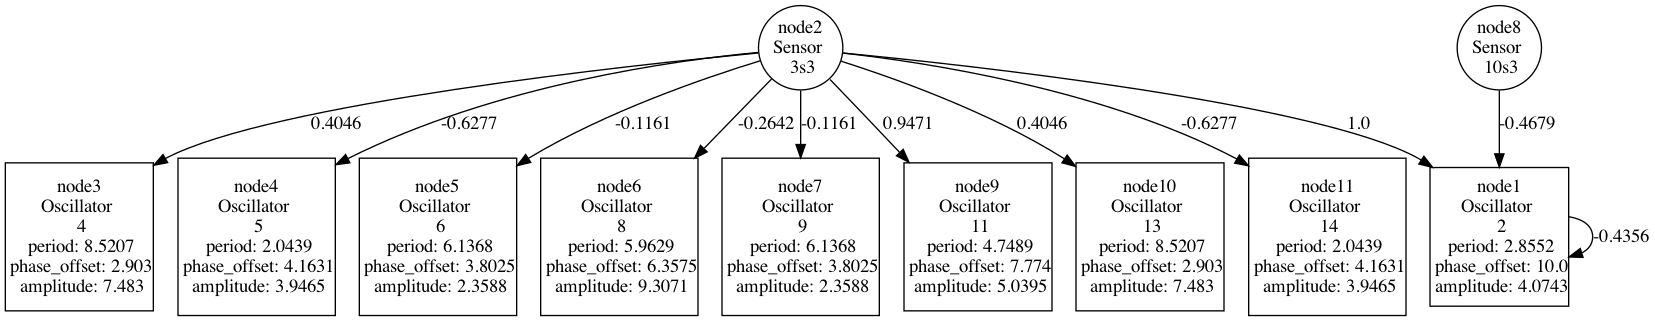 node2
Sensor
3s3
node8
Sensor
10s3
0.4046
-0.6277
-0.1161
-0.2642
-0.1161
0.9471
0.4046
-0.6277
1.0
-0.4679
node3
Oscillator
4
period: 8.5207
phase_offset: 2.903
amplitude: 7.483
node4
Oscillator
5
period: 2.0439
phase_offset: 4.1631
amplitude: 3.9465
node5
Oscillator
6
period: 6.1368
phase_offset: 3.8025
amplitude: 2.3588
node6
Oscillator
8
period: 5.9629
phase_offset: 6.3575
amplitude: 9.3071
node7
Oscillator
9
period: 6.1368
phase_offset: 3.8025
amplitude: 2.3588
node9
Oscillator
11
period: 4.7489
phase_offset: 7.774
amplitude: 5.0395
node10
Oscillator
13
period: 8.5207
phase_offset: 2.903
amplitude: 7.483
node11
Oscillator
14
period: 2.0439
phase_offset: 4.1631
amplitude: 3.9465
node1
Oscillator
2
period: 2.8552
phase_offset: 10.0
amplitude: 4.0743
-0.4356